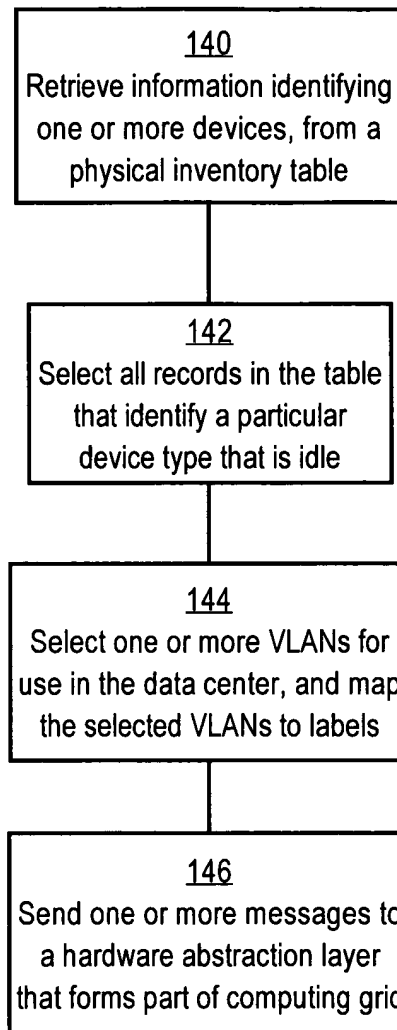 140
Retrieve information identifying
one or more devices, from a
physical inventory table
142
Select all records in the table
that identify a particular
device type that is idle
144
Select one or more VLANs for
use in the data center, and map
the selected VLANs to labels
146
Send one or more messages to
a hardware abstraction layer
that forms part of computing grid